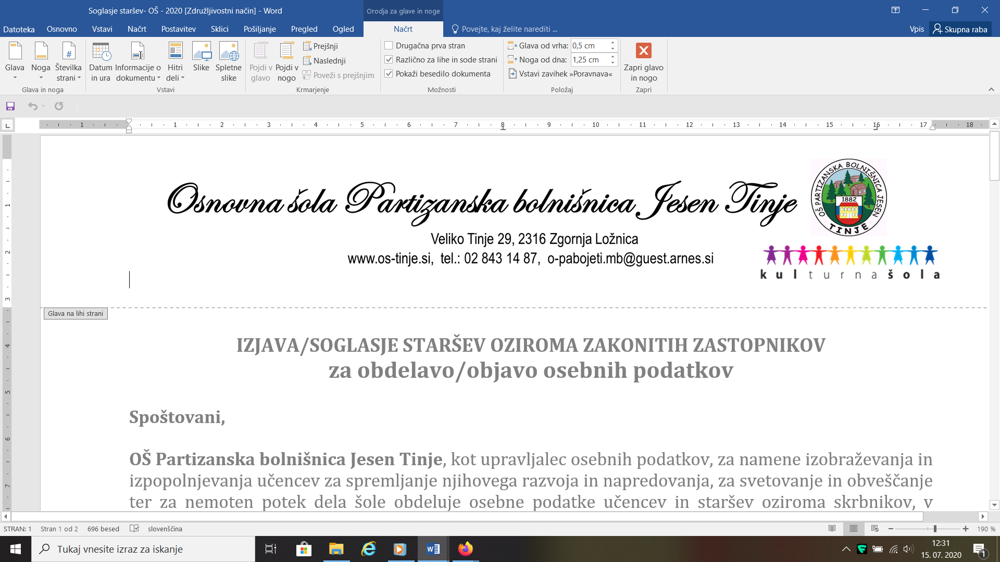 Soglasje staršev- OŠ - 2020 [Združljivostni način] - Word
Orodja za glave in noge
Datoteka Osnovno Vstavi Načrt Postavitev Sklici Pošiljanje Pregled Ogled Načrt Povejte, kaj želite narediti ... Vpis Skupna raba
Glava
Noga
Številka strani
Glava in noga
Datum in ura
Informacije o dokumentu
Hitri deli
Slike
Spletne slike
Vstavi
Pojdi v glavo
Pojdi v nogo
Prejšnji
Naslednji
Poveži s prejšnjim
Krmarjenje
Drugačna prva stran
Različno za lihe in sode strani
Pokaži besedilo dokumenta
Možnosti
Glava od vrha: 0,5 cm
Noga od dna: 1,25 cm
Vstavi zavihek »Poravnava«
Položaj
Zapri glavo in nogo
Zapri
1 1 2 3 4 5 6 7 8 9 10 11 12 13 14 15 16 17 18
1
2
3
4
5
6
7
Osnovna šola Partizanska bolnišnica Jesen Tinje
OŠ PARTIZANSKA BOLNIŠNICA JESEN
1882
TINJE
Veliko Tinje 29, 2316 Zgornja Ložnica
www.os-tinje.si, tel.: 02 843 14 87, o-pabojeti.mb@guest.arnes.si
kulturnašola
Glava na lihi strani
IZJAVA/SOGLASJE STARŠEV OZIROMA ZAKONITIH ZASTOPNIKOV
za obdelavo/objavo osebnih podatkov
Spoštovani,
OŠ Partizanska bolnišnica Jesen Tinje, kot upravljalec osebnih podatkov, za namene izobraževanja in
izpopolnjevanja učencev za spremljanje njihovega razvoja in napredovanja, za svetovanje in obveščanje
ter za nemoten potek dela šole obdeluje osebne podatke učencev in staršev oziroma skrbnikov, v
STRAN: 1 Stran 1 od 2 696 besed slovenščina 190 %
Tukaj vnesite izraz za iskanje
12:31
15. 07. 2020
1